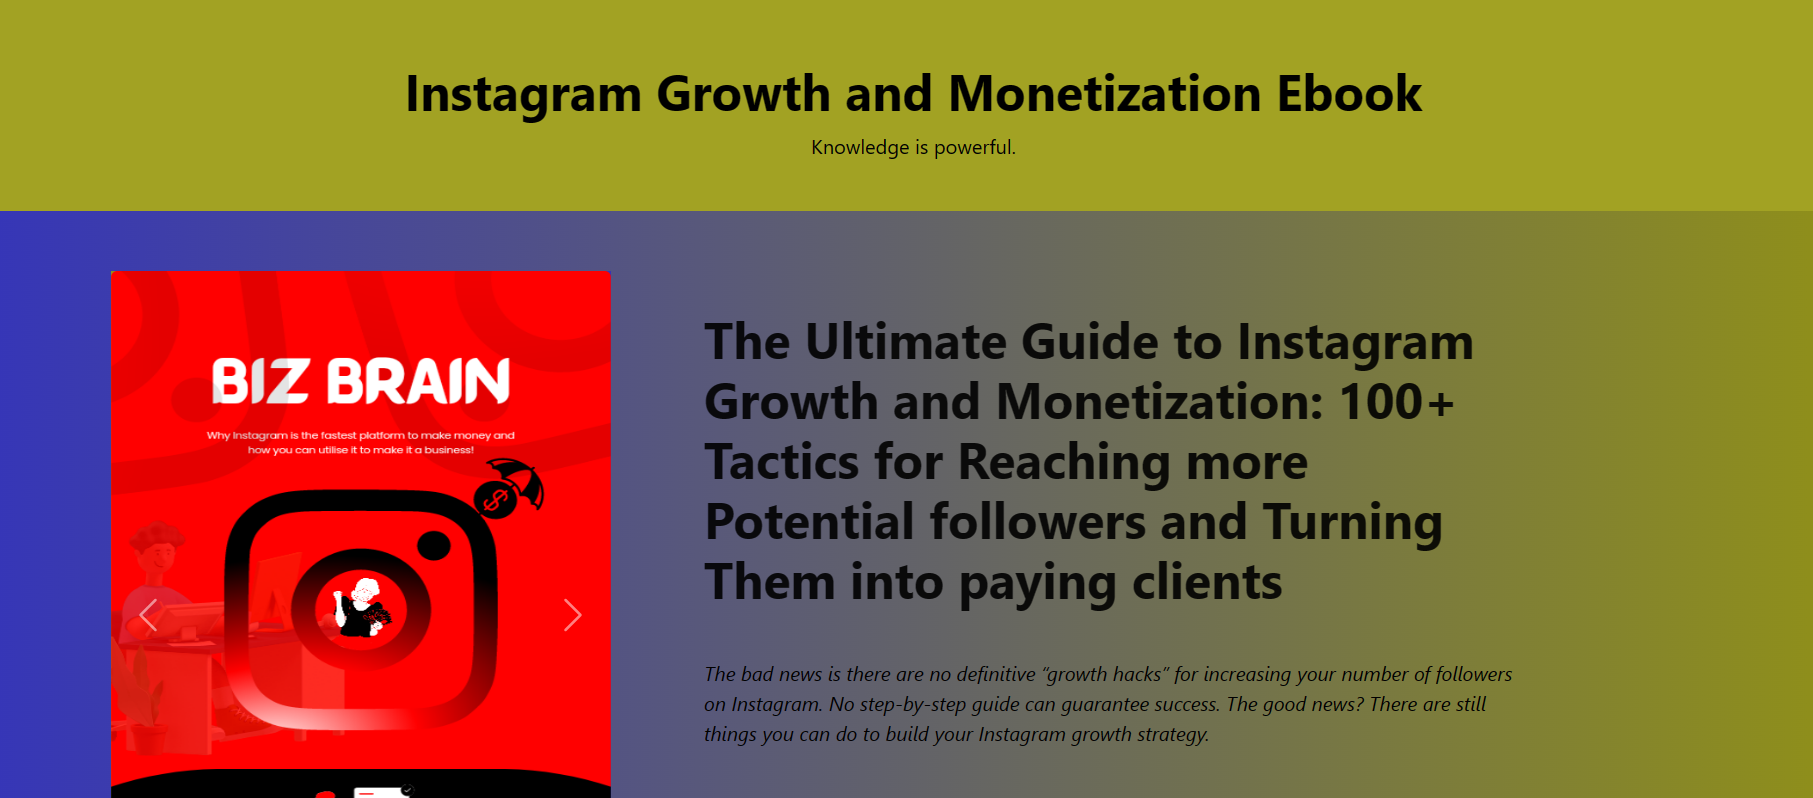 Instagram Growth and Monetization Ebook
Knowledge is powerful.
BIZ BRAIN
Why Instagram is the fastest platform to make money and
how you can utilise it to make it a business!
$
The Ultimate Guide to Instagram
Growth and Monetization: 100+
Tactics for Reaching more
Potential followers and Turning
Them into paying clients
The bad news is there are no definitive “growth hacks” for increasing your number of followers
on Instagram. No step-by-step guide can guarantee success. The good news? There are still
things you can do to build your Instagram growth strategy.